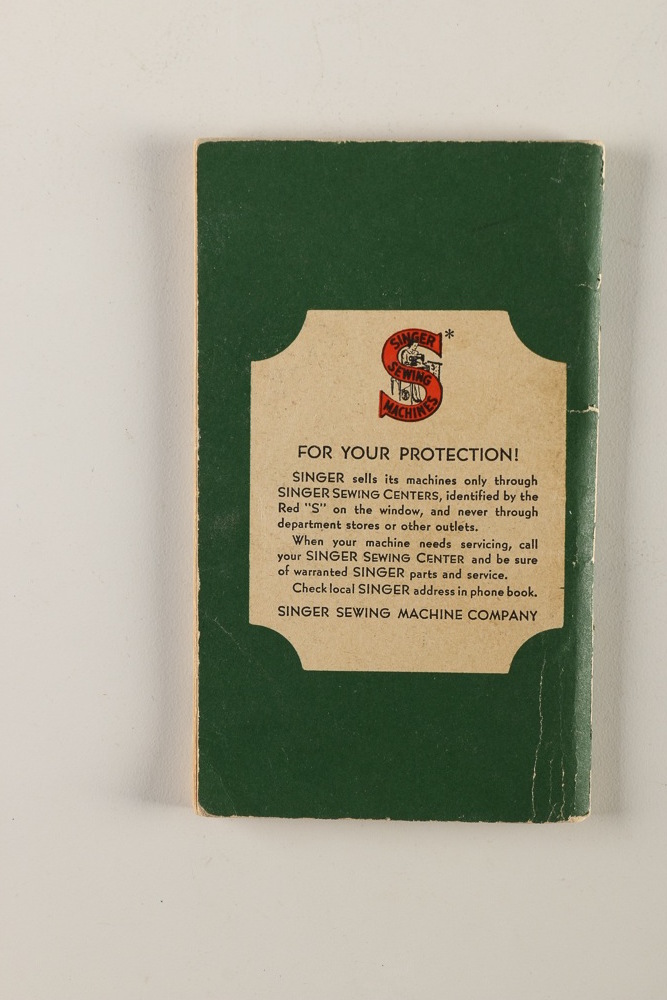 SINGER *
SEWING
MACHINES
FOR YOUR PROTECTION!
SINGER sells its machines only through
SINGER SEWING CENTERS, identified by the
Red "S" on the window, and never through
department stores or other outlets.
When your machine needs servicing, call
your SINGER SEWING CENTER and be sure
of warranted SINGER parts and service.
Check local SINGER address in phone book.
SINGER SEWING MACHINE COMPANY